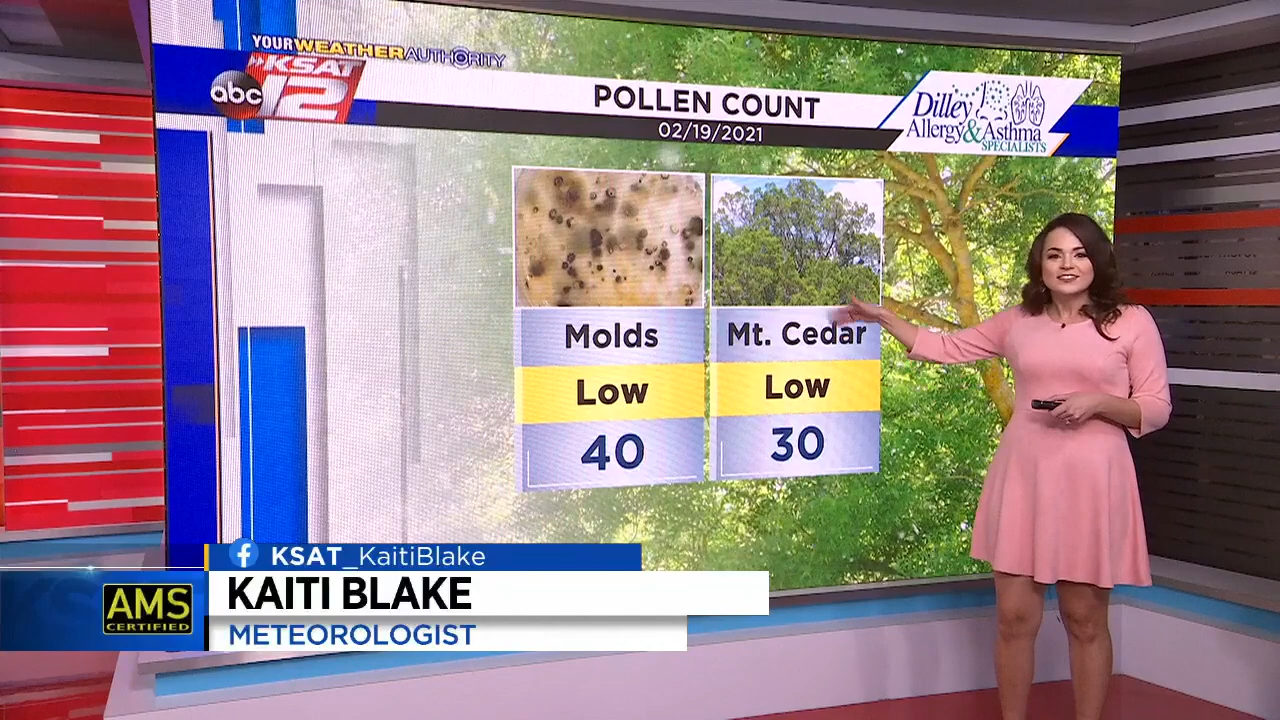 YOUR WEATHER AUTHORITY
abc
KSAT
12
POLLEN COUNT
02/19/2021
Dilley
Allergy & Asthma
SPECIALISTS
Molds
Low
40
Mt. Cedar
Low
30
KSAT_KaitiBlake
KAITI BLAKE
METEOROLOGIST
AMS
CERTIFIED